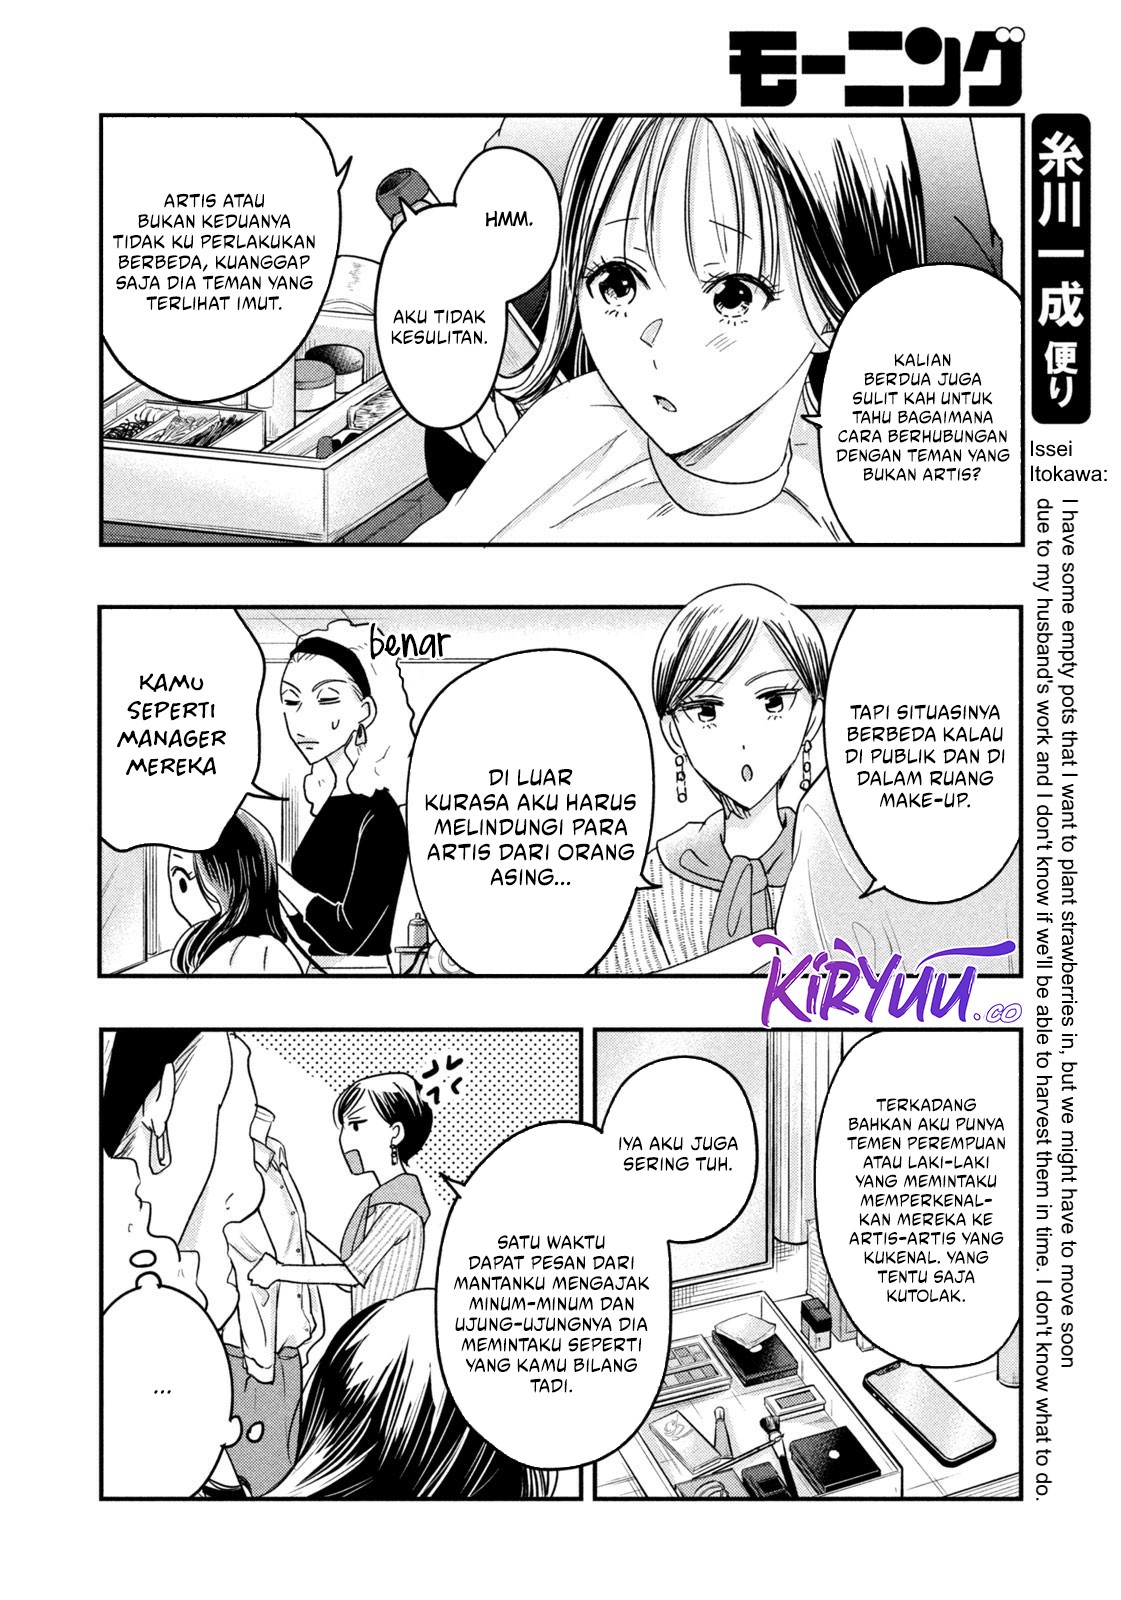 モーニング
糸川一成便り
Issei
Itokawa:
I have some empty pots that I want to plant strawberries in, but we might have to move soon
due to my husband's work and I don't know if we'll be able to harvest them in time. I don't know what to do.
KALIAN
BERDUA JUGA
SULIT KAH UNTUK
TAHU BAGAIMANA
CARA BERHUBUNGAN
DENGAN TEMAN YANG
BUKAN ARTIS?
HMM.
AKU TIDAK
KESULITAN.
ARTIS ATAU
BUKAN KEDUANYA
TIDAK KU PERLAKUKAN
BERBEDA, KUANGGAP
SAJA DIA TEMAN YANG
TERLIHAT IMUT.
TAPI SITUASINYA
BERBEDA KALAU
DI PUBLIK DAN DI
DALAM RUANG
MAKE-UP.
DI LUAR
KURASA AKU HARUS
MELINDUNGI PARA
ARTIS DARI ORANG
ASING...
benar
KAMU
SEPERTI
MANAGER
MEREKA
KIRYUU.CO
TERKADANG
BAHKAN AKU PUNYA
TEMEN PEREMPUAN
ATAU LAKI-LAKI
YANG MEMINTAKU
MEMPERKENAL-
KAN MEREKA KE
ARTIS-ARTIS YANG
KUKENAL. YANG
TENTU SAJA
KUTOLAK.
IYA AKU JUGA
SERING TUH.
SATU WAKTU
DAPAT PESAN DARI
MANTANKU MENGAJAK
MINUM-MINUM DAN
UJUNG-UJUNGNYA DIA
MEMINTAKU SEPERTI
YANG KAMU BILANG
TADI.
...